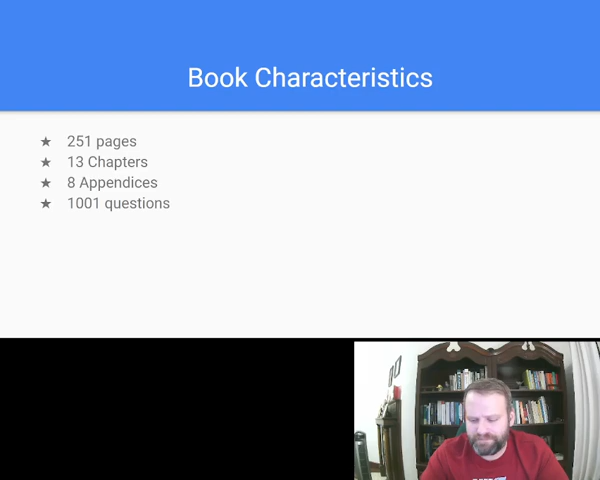 Book Characteristics
★ 251 pages
★ 13 Chapters
★ 8 Appendices
★ 1001 questions